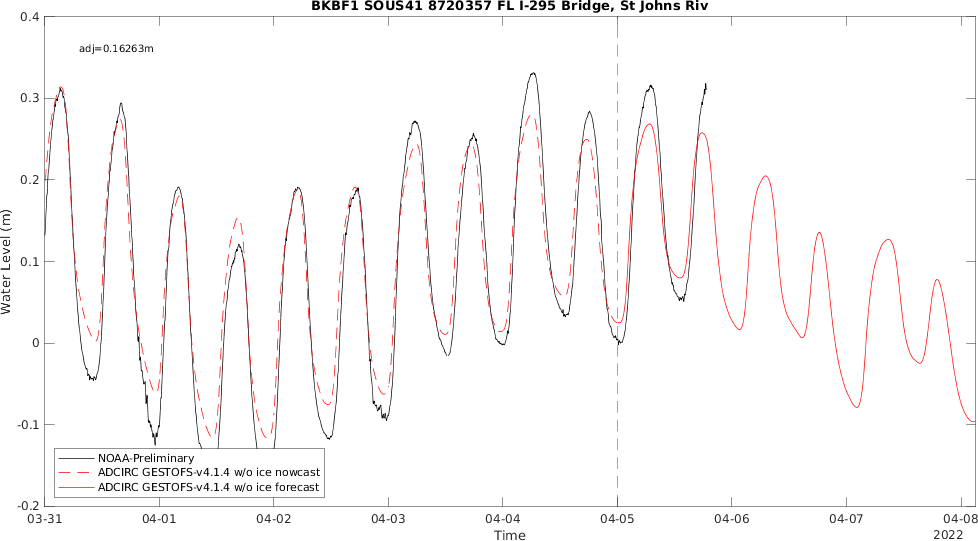 BKBF1 SOUS41 8720357 FL I-295 Bridge, St Johns Riv
adj=0.16263m
0.4
0.3
0.2
0.1
0
-0.1
-0.2
Water Level (m)
NOAA-Preliminary
ADCIRC GESTOFS-v4.1.4 w/o ice nowcast
ADCIRC GESTOFS-v4.1.4 w/o ice forecast
03-31 04-01 04-02 04-03 04-04 04-05 04-06 04-07 04-08
Time
2022